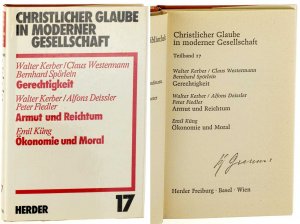 CHRISTLICHER GLAUBE
IN MODERNER
GESELLSCHAFT
Walter Kerber / Claus Westermann
Bernhard Spörlein
Gerechtigkeit
Walter Kerber / Alfons Deissler
Peter Fiedler
Armut und Reichtum
Emil Küng
Ökonomie und Moral
HERDER
17
Christlicher Glaube
in moderner Gesellschaft
Teilband 17
Walter Kerber / Claus Westermann
Bernhard Spörlein
Gerechtigkeit
Walter Kerber / Alfons Deissler
Peter Fiedler
Armut und Reichtum
Emil Küng
Ökonomie und Moral
Herder Freiburg · Basel · Wien